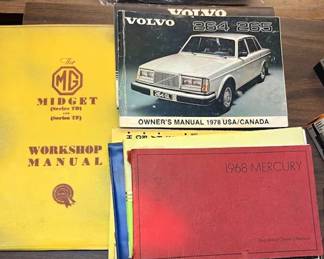 The
MG
MIDGET
(Series TD)
and
(Series TF)
WORKSHOP
MANUAL
VOLVO
VOLVO 264-265
OWNER'S MANUAL 1978 USA/CANADA
1968 MERCURY